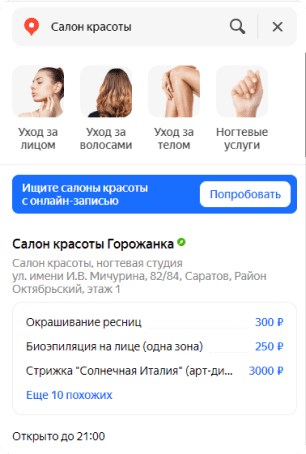 Салон красоты
Уход за
лицом
Уход за
волосами
Уход за
телом
Ногтевые
услуги
Ищите салоны красоты
с онлайн-записью
Попробовать
Салон красоты Горожанка
Салон красоты, ногтевая студия
ул. имени И.В. Мичурина, 82/84, Саратов, Район
Октябрьский, этаж 1
Окрашивание ресниц 300 ₽
Биоэпиляция на лице (одна зона) 250 ₽
Стрижка "Солнечная Италия" (арт-ди... 3000 ₽
Еще 10 похожих
Открыто до 21:00